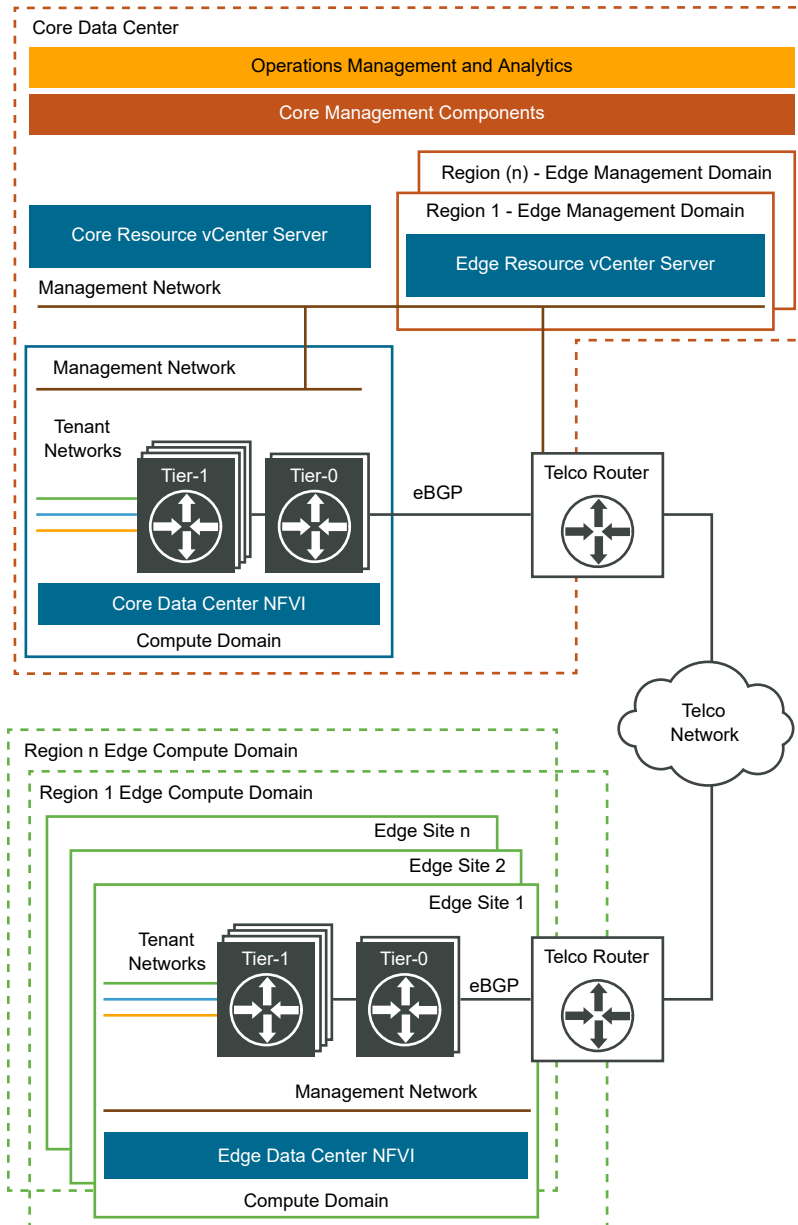 Core Data Center
Operations Management and Analytics
Core Management Components
Region (n) - Edge Management Domain
Region 1 - Edge Management Domain
Core Resource vCenter Server
Edge Resource vCenter Server
Management Network
Management Network
Tenant
Networks
Tier-1
Tier-0
eBGP
Telco Router
Core Data Center NFVI
Compute Domain
Telco
Network
Region n Edge Compute Domain
Region 1 Edge Compute Domain
Edge Site n
Edge Site 2
Edge Site 1
Tenant
Networks
Tier-1
Tier-0
eBGP
Telco Router
Management Network
Edge Data Center NFVI
Compute Domain